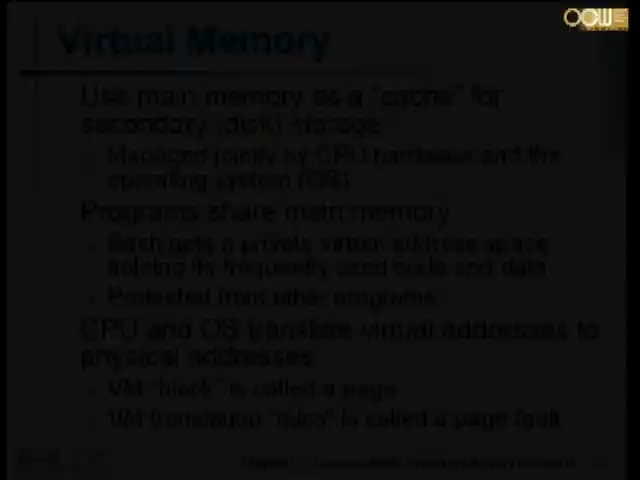 OCW
Virtual Memory
Use main memory as a "cache" for
secondary (disk) storage
Managed jointly by CPU hardware and the
operating system (OS)
Programs share main memory
Each gets a private virtual address space
holding its frequently used code and data
Protected from other programs
CPU and OS translate virtual addresses to
physical addresses
VM "block" is called a page
VM translation "miss" is called a page fault